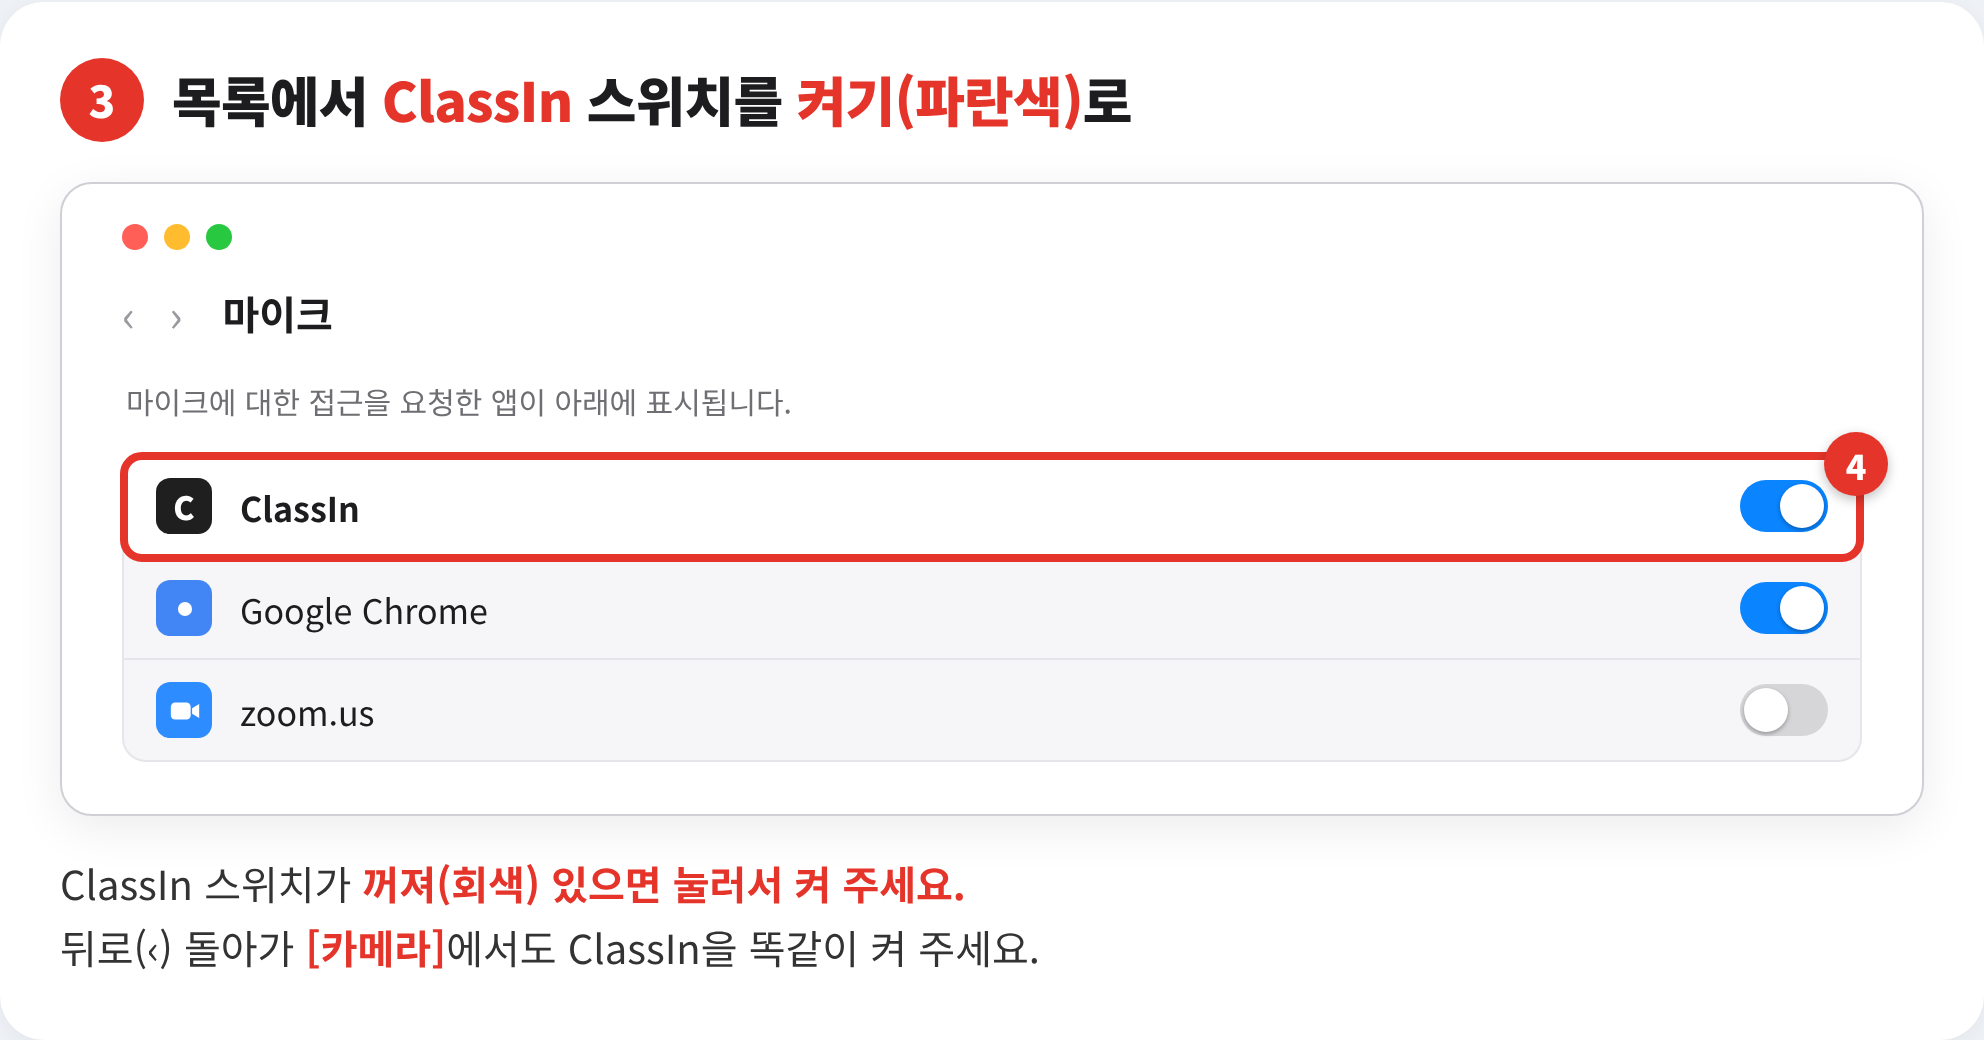 3 목록에서 ClassIn 스위치를 켜기(파란색)로
‹ › 마이크
마이크에 대한 접근을 요청한 앱이 아래에 표시됩니다.
4
C ClassIn
Google Chrome
zoom.us
ClassIn 스위치가 꺼져(회색) 있으면 눌러서 켜 주세요.
뒤로(‹) 돌아가 [카메라]에서도 ClassIn을 똑같이 켜 주세요.